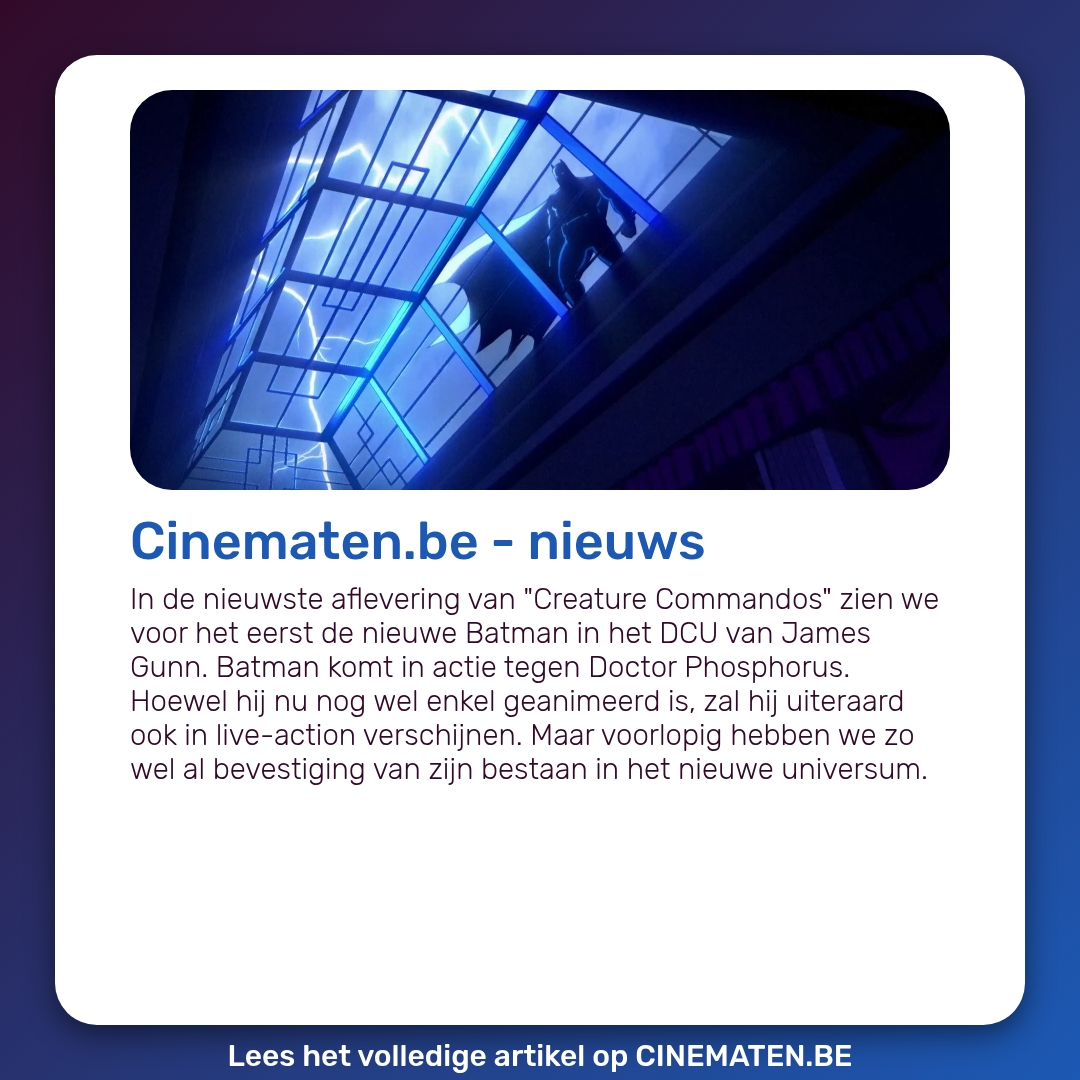 Cinematen.be - nieuws
In de nieuwste aflevering van "Creature Commandos" zien we
voor het eerst de nieuwe Batman in het DCU van James
Gunn. Batman komt in actie tegen Doctor Phosphorus.
Hoewel hij nu nog wel enkel geanimeerd is, zal hij uiteraard
ook in live-action verschijnen. Maar voorlopig hebben we zo
wel al bevestiging van zijn bestaan in het nieuwe universum.
Lees het volledige artikel op CINEMATEN.BE